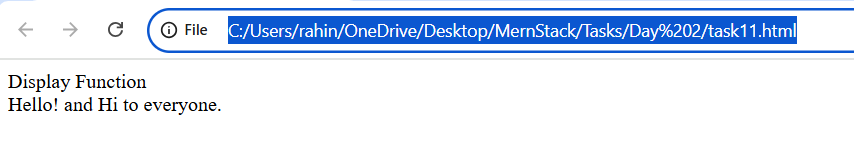 File C:/Users/rahin/OneDrive/Desktop/MernStack/Tasks/Day%202/task11.html
Display Function
Hello! and Hi to everyone.